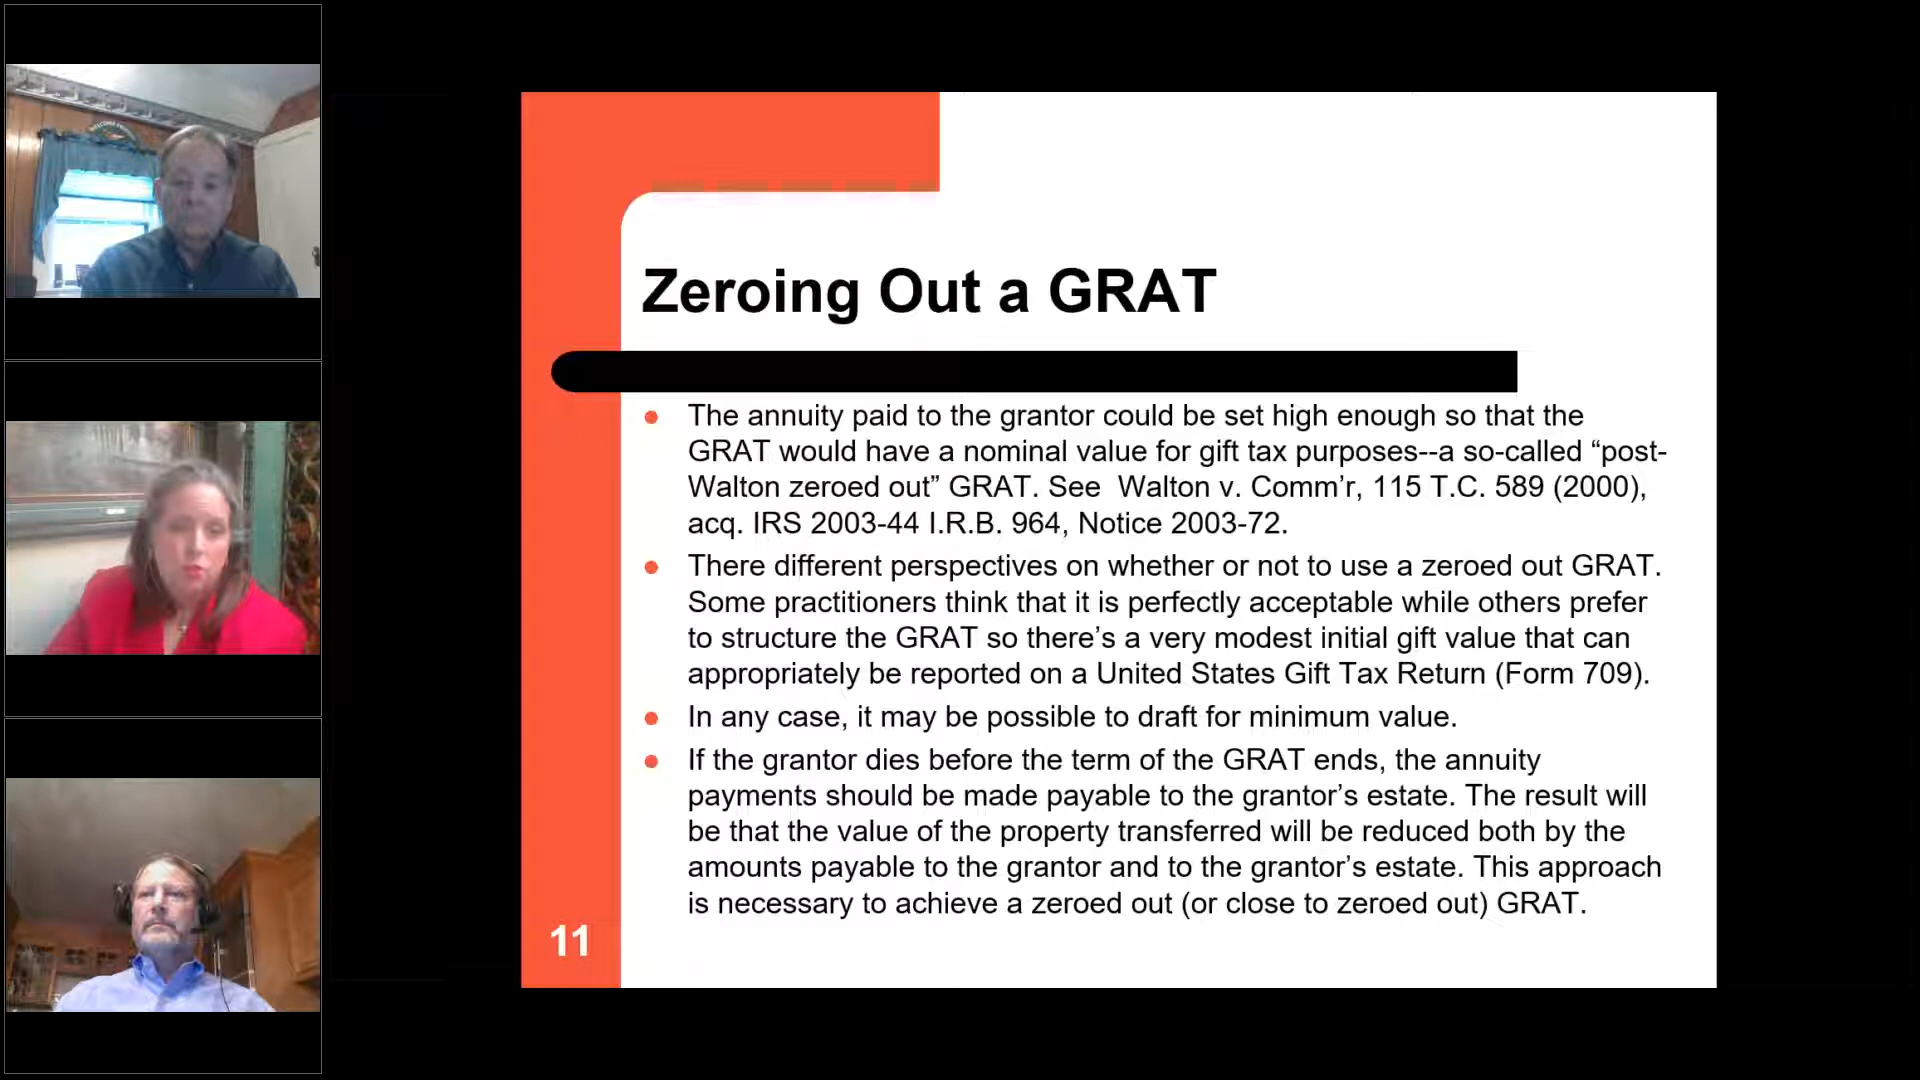 Zeroing Out a GRAT
The annuity paid to the grantor could be set high enough so that the
GRAT would have a nominal value for gift tax purposes--a so-called “post-
Walton zeroed out” GRAT. See  Walton v. Comm’r, 115 T.C. 589 (2000),
acq. IRS 2003-44 I.R.B. 964, Notice 2003-72.
There different perspectives on whether or not to use a zeroed out GRAT.
Some practitioners think that it is perfectly acceptable while others prefer
to structure the GRAT so there’s a very modest initial gift value that can
appropriately be reported on a United States Gift Tax Return (Form 709).
In any case, it may be possible to draft for minimum value.
If the grantor dies before the term of the GRAT ends, the annuity
payments should be made payable to the grantor’s estate. The result will
be that the value of the property transferred will be reduced both by the
amounts payable to the grantor and to the grantor’s estate. This approach
is necessary to achieve a zeroed out (or close to zeroed out) GRAT.
11